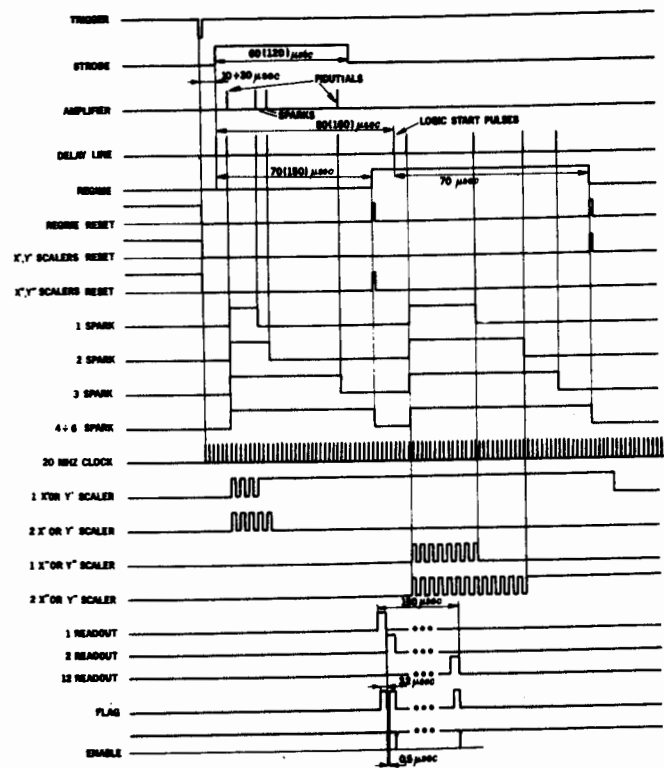 TRIGGER
60(120)μsec
STROBE
10÷30 μsec
FIDUTIALS
AMPLIFIER
SPARKS
80(160)μsec
LOGIC START PULSES
DELAY LINE
70(150)μsec
70 μsec
REGIME
REGIME RESET
X',Y' SCALERS RESET
X",Y" SCALERS RESET
1 SPARK
2 SPARK
3 SPARK
4÷6 SPARK
20 MHZ CLOCK
1 X'OR Y' SCALER
2 X' OR Y' SCALER
1 X"OR Y" SCALER
2 X"OR Y" SCALER
μsec
1 READOUT
2 READOUT
12 READOUT
μsec
FLAG
ENABLE
0,5 μsec